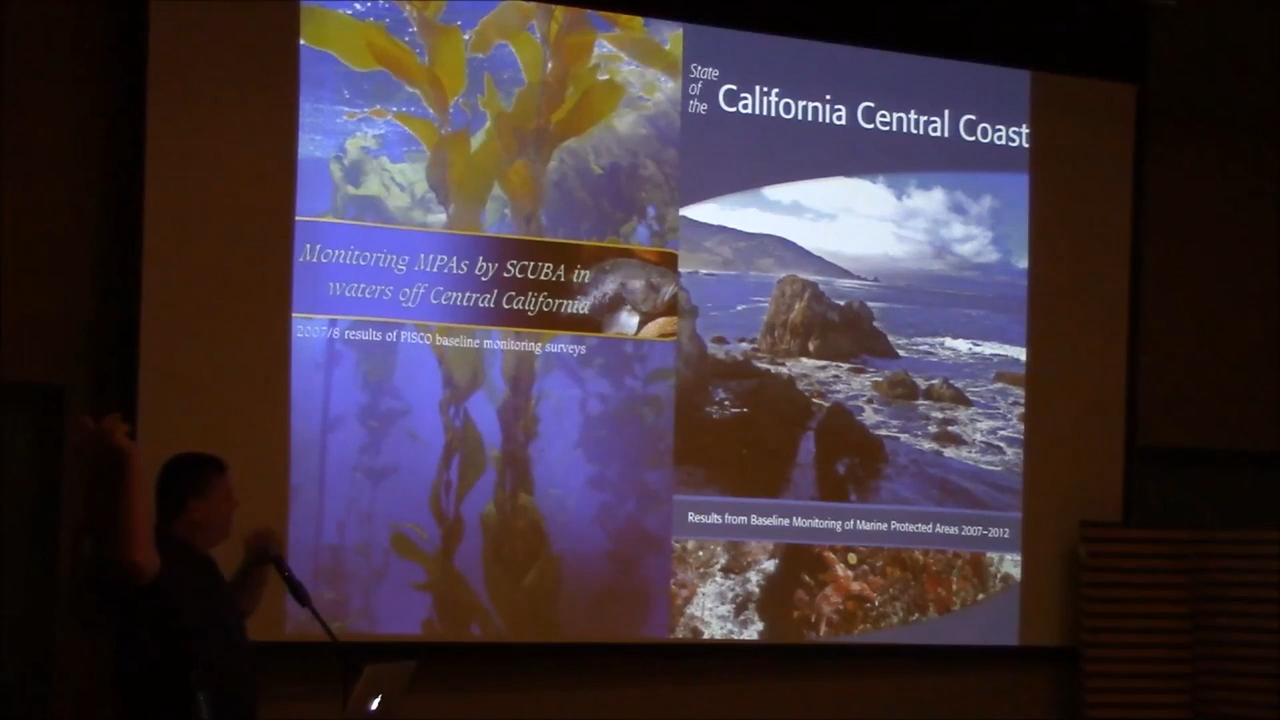 Monitoring MPAs by SCUBA in
waters off Central California
2007/8 results of PISCO baseline monitoring surveys
State
of
the
California Central Coast
Results from Baseline Monitoring of Marine Protected Areas 2007–2012